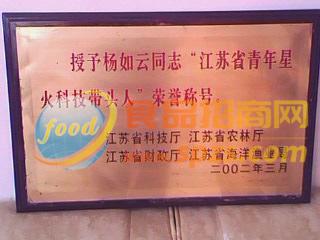 授予杨如云同志“江苏省青年星
火科技带头人”荣誉称号。
食品招商网
food
江苏省科技厅 江苏省农林厅
江苏省财政厅 江苏省海洋渔业局
二00二年三月